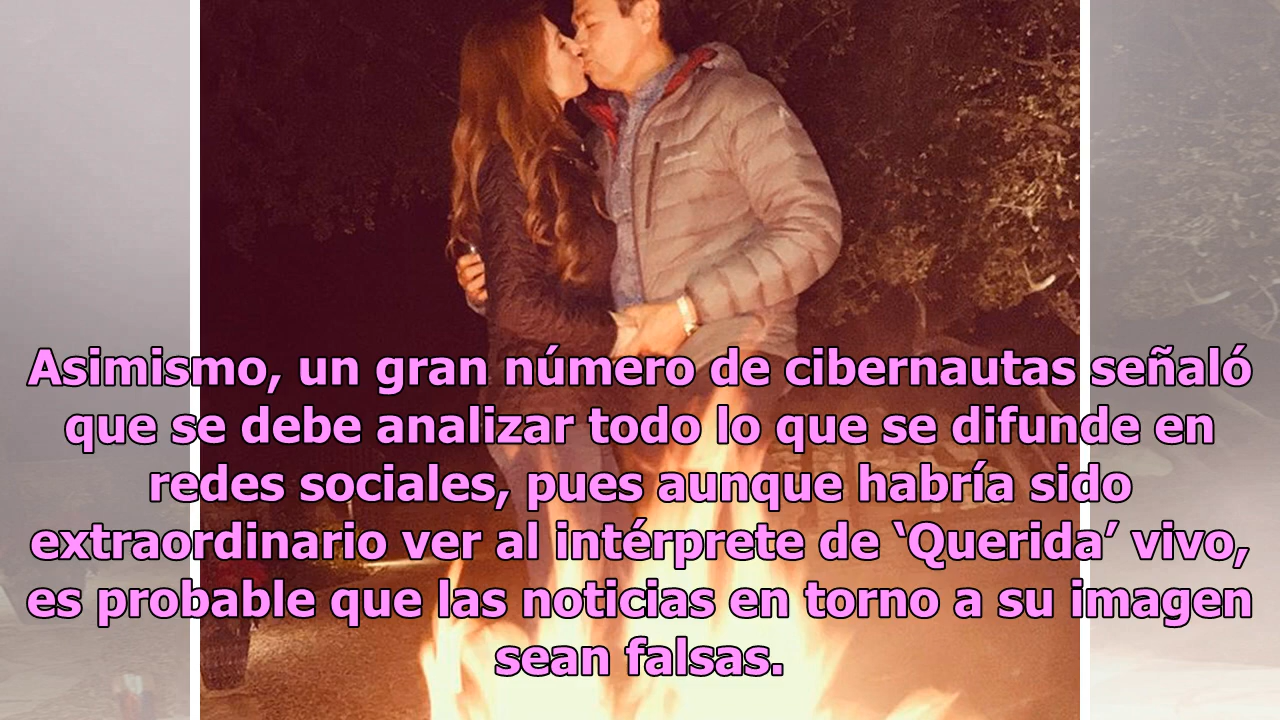 Asimismo, un gran número de cibernautas señaló
que se debe analizar todo lo que se difunde en
redes sociales, pues aunque habría sido
extraordinario ver al intérprete de ‘Querida’ vivo,
es probable que las noticias en torno a su imagen
sean falsas.